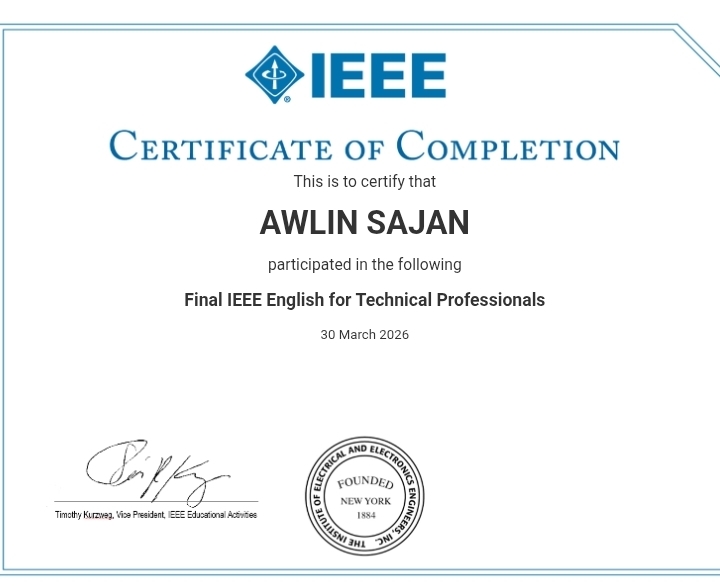 IEEE
CERTIFICATE OF COMPLETION
This is to certify that
AWLIN SAJAN
participated in the following
Final IEEE English for Technical Professionals
30 March 2026
Timothy Kurzweg, Vice President, IEEE Educational Activities
THE INSTITUTE OF ELECTRICAL AND ELECTRONICS ENGINEERS, INC.
FOUNDED
NEW YORK
1884